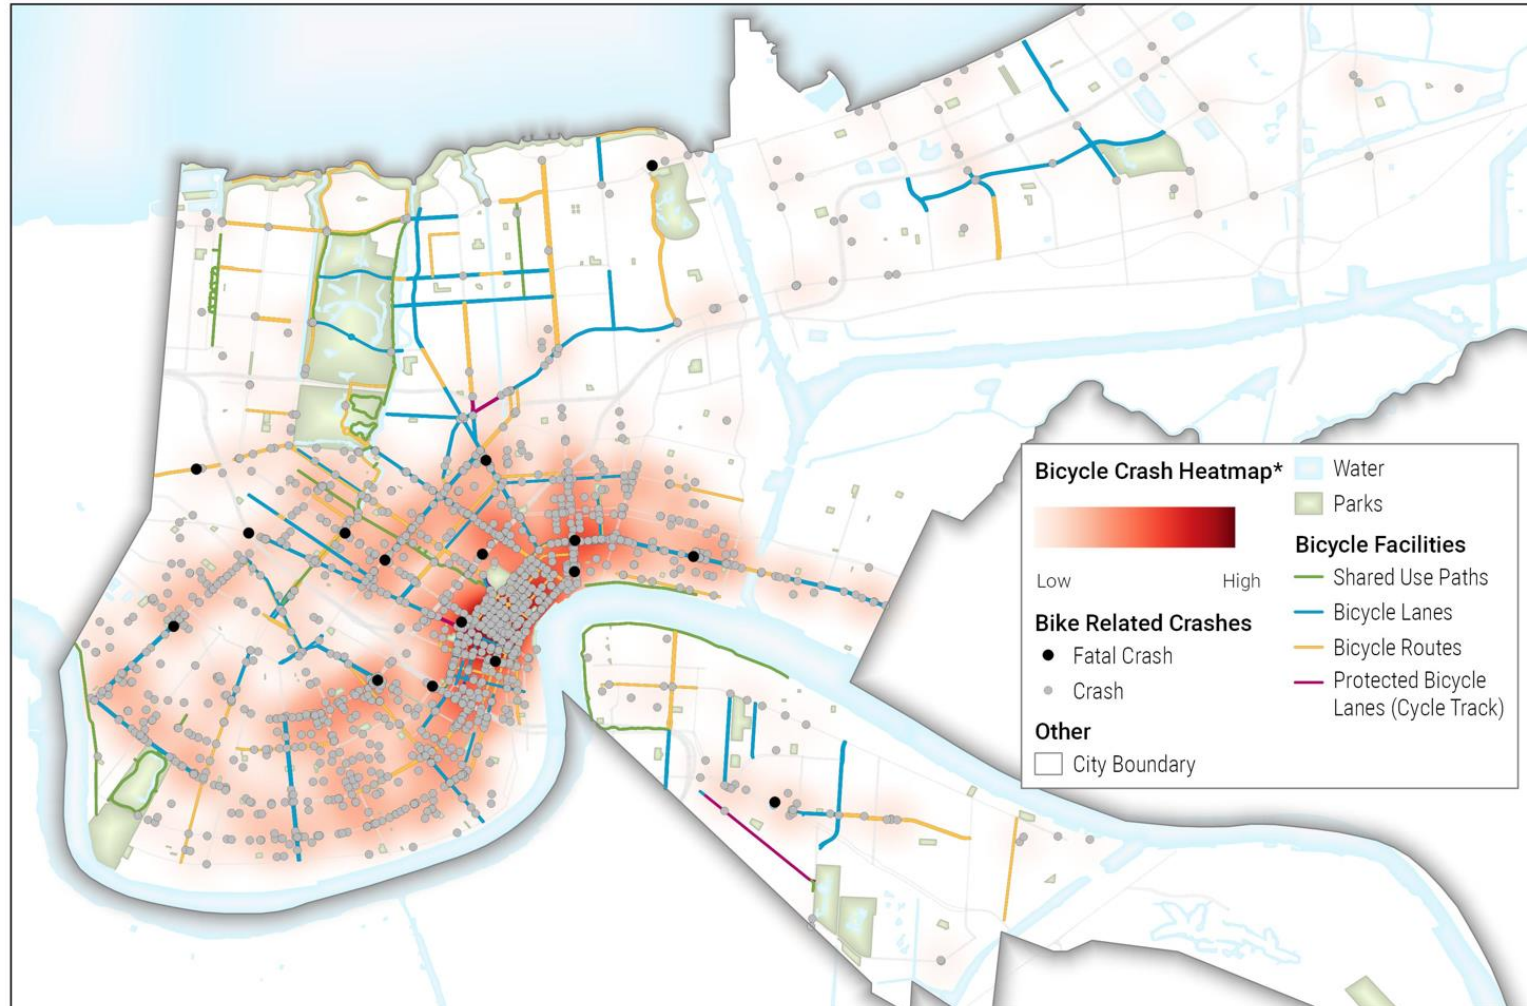 Bicycle Crash Heatmap*
Low High
Bike Related Crashes
Fatal Crash
Crash
Other
City Boundary
Water
Parks
Bicycle Facilities
Shared Use Paths
Bicycle Lanes
Bicycle Routes
Protected Bicycle
Lanes (Cycle Track)